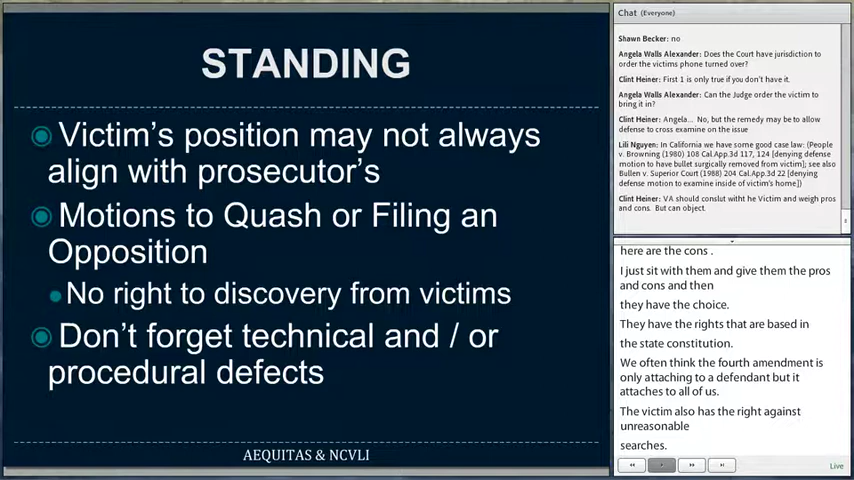 STANDING
Victim's position may not always
align with prosecutor's
Motions to Quash or Filing an
Opposition
No right to discovery from victims
Don't forget technical and / or
procedural defects
AEQUITAS & NCVLI
Chat (Everyone)
Shawn Becker: no
Angela Walls Alexander: Does the Court have jurisdiction to
order the victims phone turned over?
Clint Heiner: First 1 is only true if you don't have it.
Angela Walls Alexander: Can the Judge order the victim to
bring it in?
Clint Heiner: Angela... No, but the remedy may be to allow
defense to cross examine on the issue
Lili Nguyen: In California we have some good case law: (People
v. Browning (1980) 108 Cal.App.3d 117, 124 [denying defense
motion to have bullet surgically removed from victim]; see also
Bullen v. Superior Court (1988) 204 Cal.App.3d 22 [denying
defense motion to examine inside of victim's home])
Clint Heiner: VA should conslut witht he Victim and weigh pros
and cons. But can object.
here are the cons .
I just sit with them and give them the pros
and cons and then
they have the choice.
They have the rights that are based in
the state constitution.
We often think the fourth amendment is
only attaching to a defendant but it
attaches to all of us.
The victim also has the right against
unreasonable
searches.
Live